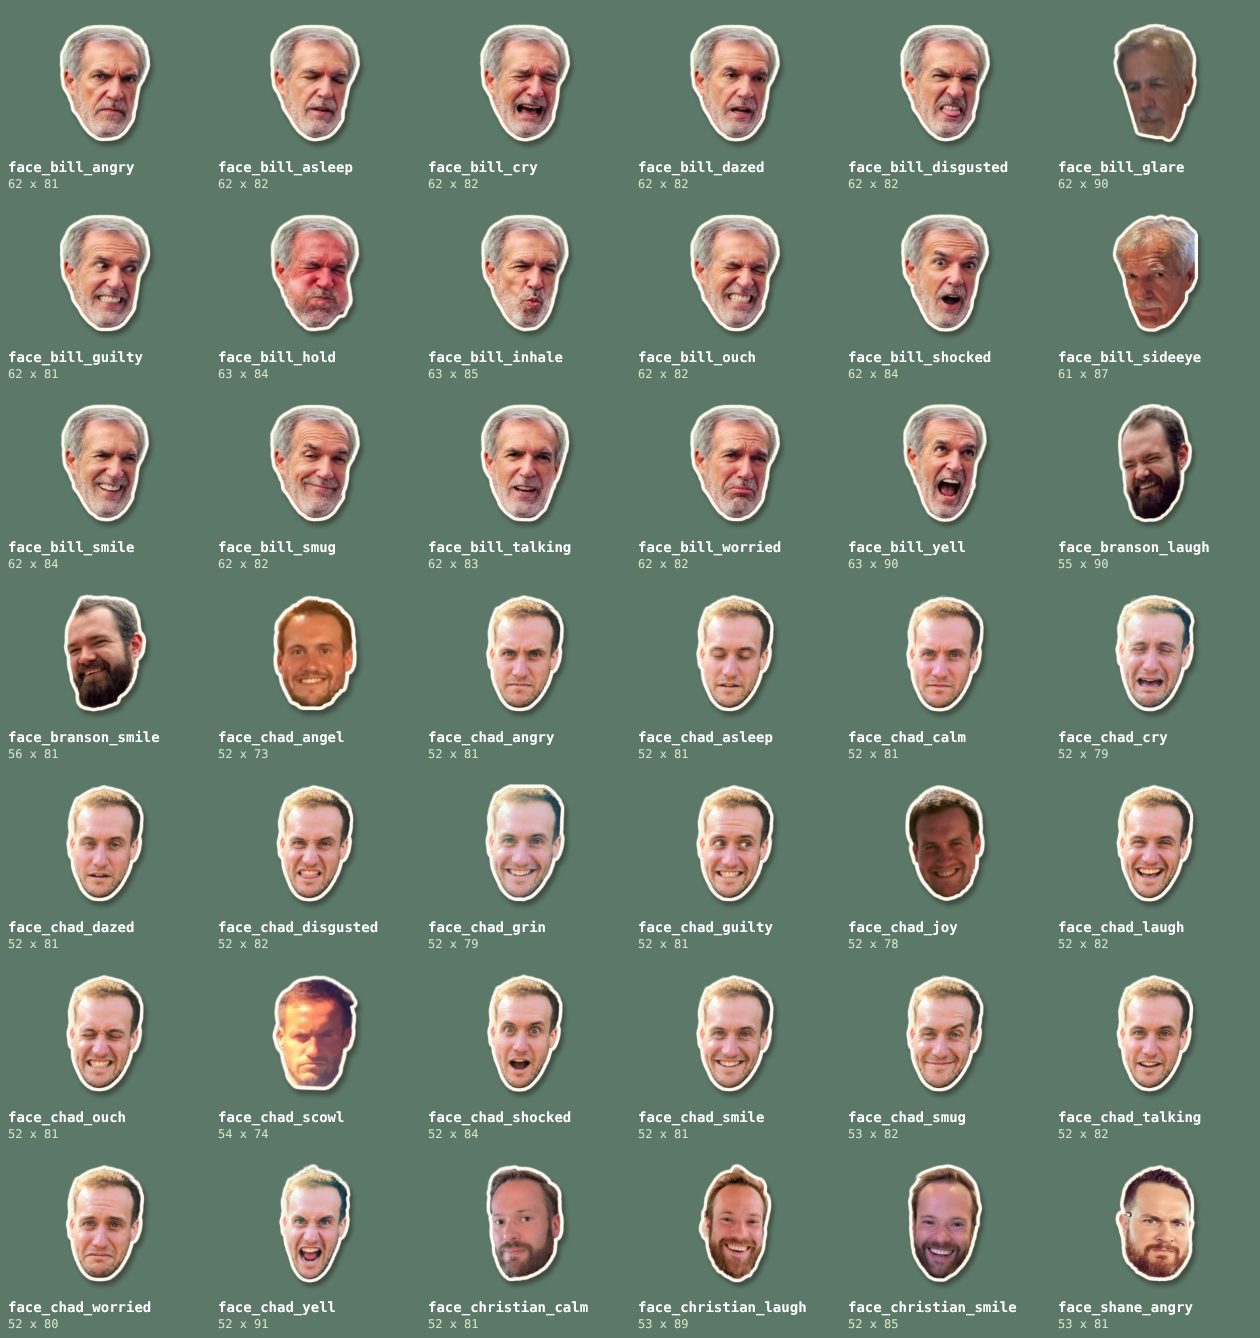 face_bill_angry
62 x 81
face_bill_asleep
62 x 82
face_bill_cry
62 x 82
face_bill_dazed
62 x 82
face_bill_disgusted
62 x 82
face_bill_glare
62 x 90
face_bill_guilty
62 x 81
face_bill_hold
63 x 84
face_bill_inhale
63 x 85
face_bill_ouch
62 x 82
face_bill_shocked
62 x 84
face_bill_sideeye
61 x 87
face_bill_smile
62 x 84
face_bill_smug
62 x 82
face_bill_talking
62 x 83
face_bill_worried
62 x 82
face_bill_yell
63 x 90
face_branson_laugh
55 x 90
face_branson_smile
56 x 81
face_chad_angel
52 x 73
face_chad_angry
52 x 81
face_chad_asleep
52 x 81
face_chad_calm
52 x 81
face_chad_cry
52 x 79
face_chad_dazed
52 x 81
face_chad_disgusted
52 x 82
face_chad_grin
52 x 79
face_chad_guilty
52 x 81
face_chad_joy
52 x 78
face_chad_laugh
52 x 82
face_chad_ouch
52 x 81
face_chad_scowl
54 x 74
face_chad_shocked
52 x 84
face_chad_smile
52 x 81
face_chad_smug
53 x 82
face_chad_talking
52 x 82
face_chad_worried
52 x 80
face_chad_yell
52 x 91
face_christian_calm
52 x 81
face_christian_laugh
53 x 89
face_christian_smile
52 x 85
face_shane_angry
53 x 81